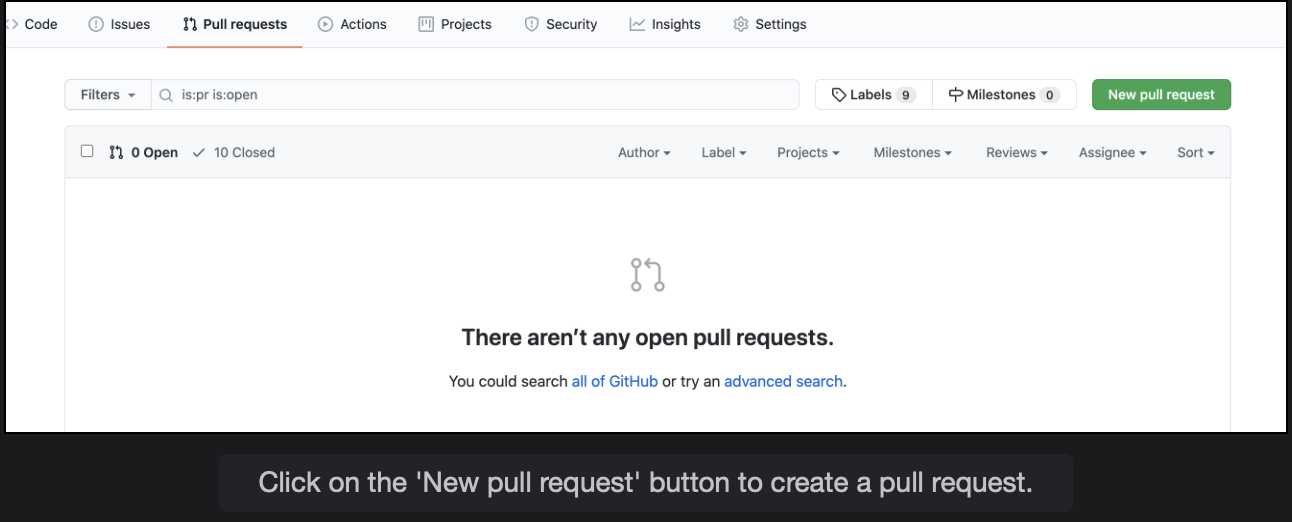 Code Issues Pull requests Actions Projects Security Insights Settings
Filters is:pr is:open Labels 9 Milestones 0 New pull request
0 Open 10 Closed Author Label Projects Milestones Reviews Assignee Sort
There aren’t any open pull requests.
You could search all of GitHub or try an advanced search.
Click on the 'New pull request' button to create a pull request.